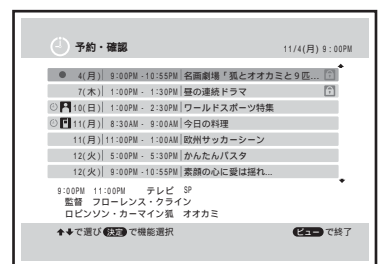 予約・確認 11/4(月) 9:00PM
4(月) 9:00PM-10:55PM 名画劇場「狐とオオカミと9匹...
7(木) 1:00PM- 1:30PM 昼の連続ドラマ
10(日) 1:00PM- 2:30PM ワールドスポーツ特集
11(月) 8:30AM- 9:00AM 今日の料理
11(月) 11:00PM- 1:00AM 欧州サッカーシーン
12(火) 5:00PM- 5:30PM かんたんパスタ
12(火) 9:00PM-10:55PM 素顔の心に愛は揺れ...
9:00PM 11:00PM テレビ SP
監督 フローレンス・クライン
ロビンソン・カーマイン狐 オオカミ
↑↓で選び 決定 で機能選択 ビュー で終了